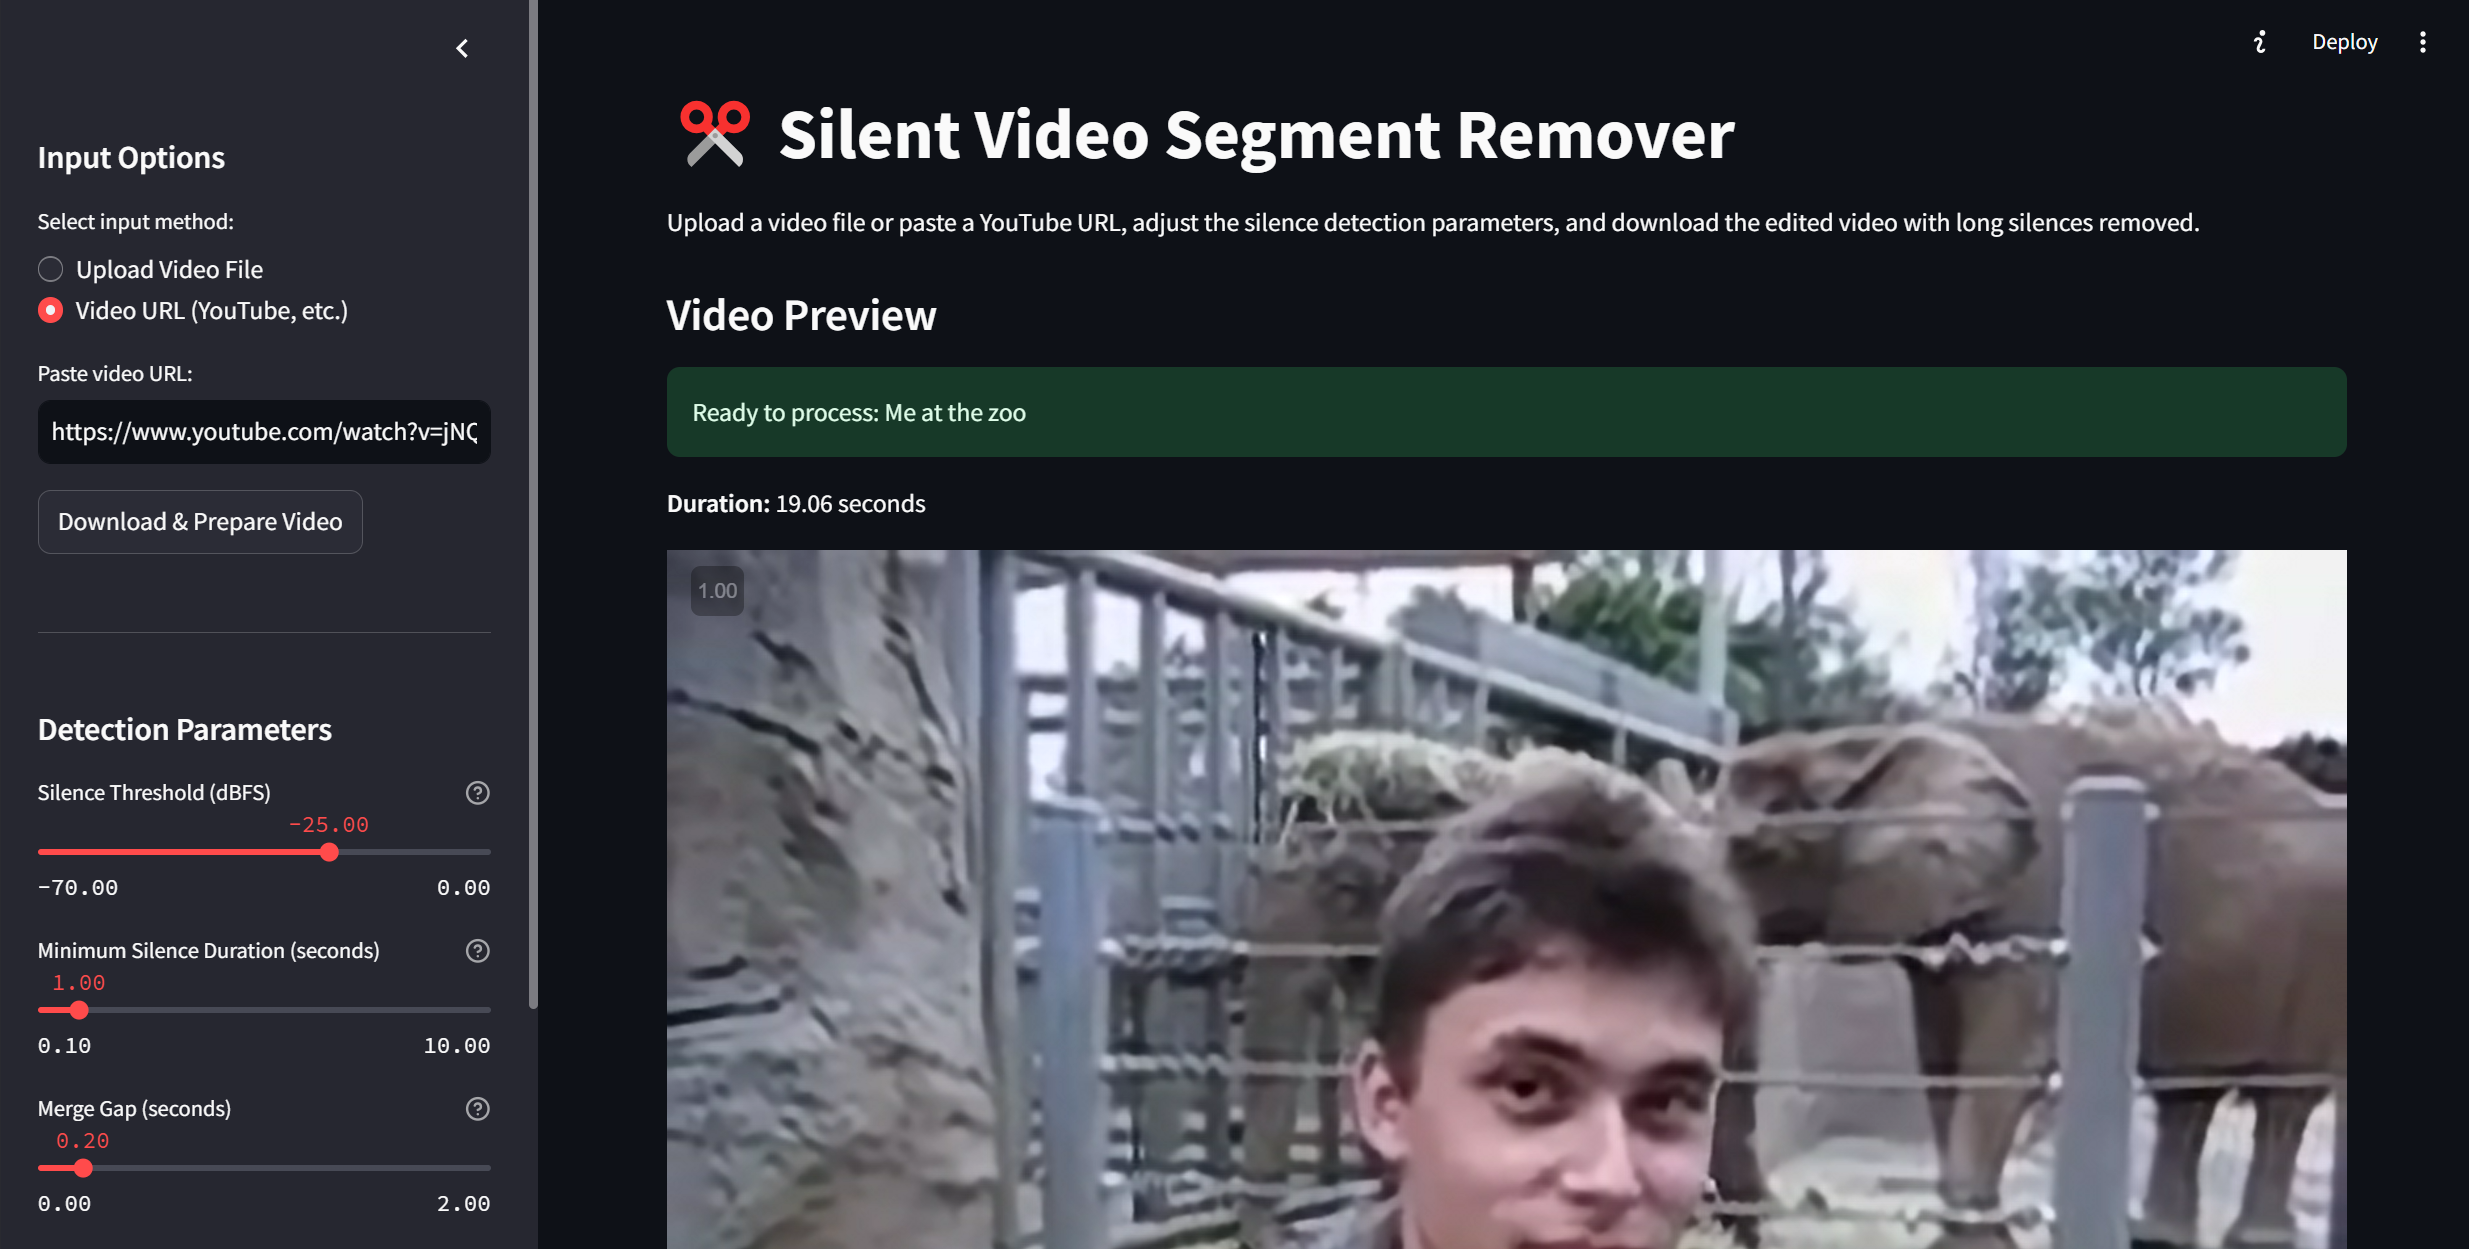 Deploy
Input Options
Select input method:
Upload Video File
Video URL (YouTube, etc.)
Paste video URL:
https://www.youtube.com/watch?v=jNQ
Download & Prepare Video
Detection Parameters
Silence Threshold (dBFS)
-25.00
-70.00 0.00
Minimum Silence Duration (seconds)
1.00
0.10 10.00
Merge Gap (seconds)
0.20
0.00 2.00
Silent Video Segment Remover
Upload a video file or paste a YouTube URL, adjust the silence detection parameters, and download the edited video with long silences removed.
Video Preview
Ready to process: Me at the zoo
Duration: 19.06 seconds
1.00